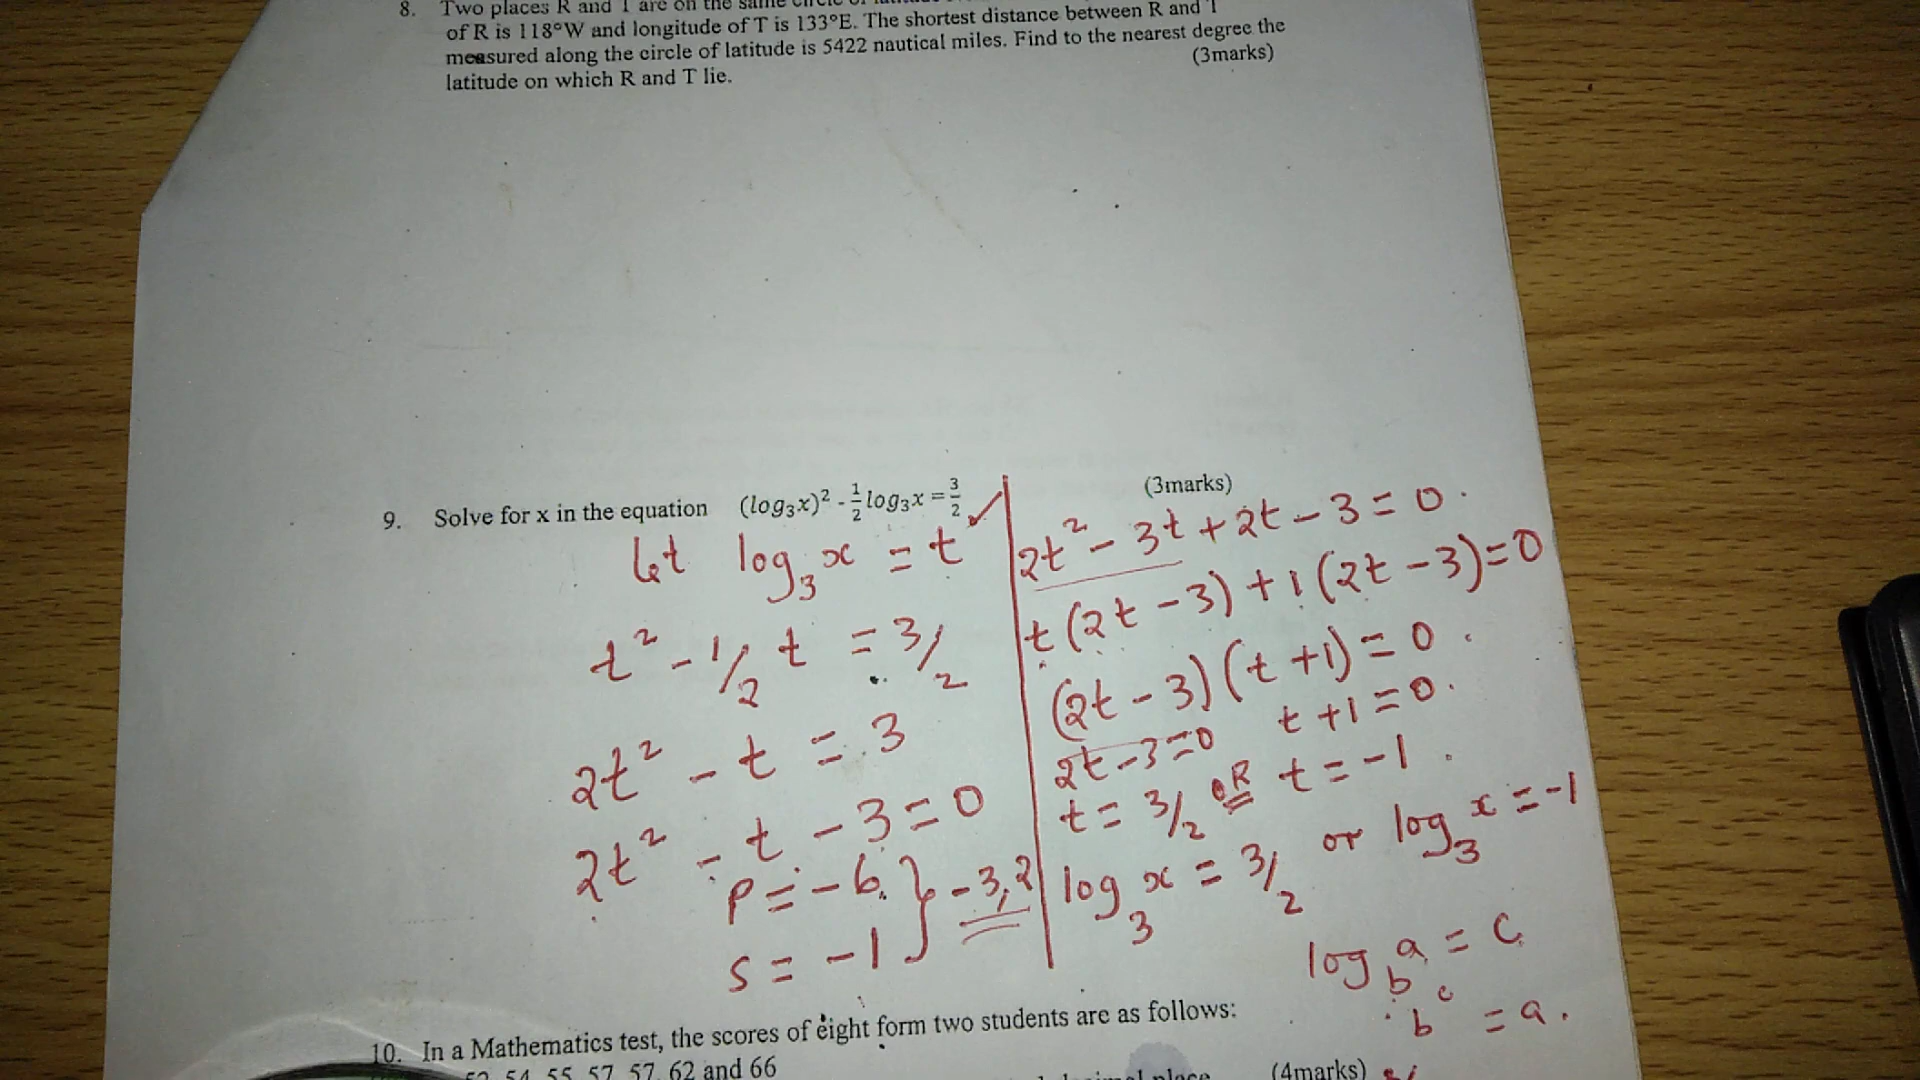 8. Two places R and T are on the same circle of latitude
of R is 118°W and longitude of T is 133°E. The shortest distance between R and T
measured along the circle of latitude is 5422 nautical miles. Find to the nearest degree the
latitude on which R and T lie. (3marks)
9. Solve for x in the equation (log₃x)² - ½log₃x = 3/2 (3marks)
let log₃x = t ✓
t² - 1/2 t = 3/2
2t² - t = 3
2t² - t - 3 = 0
P = -6 } -3, 2
S = -1
2t² - 3t + 2t - 3 = 0.
t(2t - 3) + 1(2t - 3) = 0
(2t - 3)(t + 1) = 0.
2t - 3 = 0 t + 1 = 0.
t = 3/2 OR t = -1.
log₃x = 3/2 or log₃x = -1
log_b a = c
b^c = a.
10. In a Mathematics test, the scores of eight form two students are as follows:
54, 55, 57, 57, 62 and 66
place (4marks)